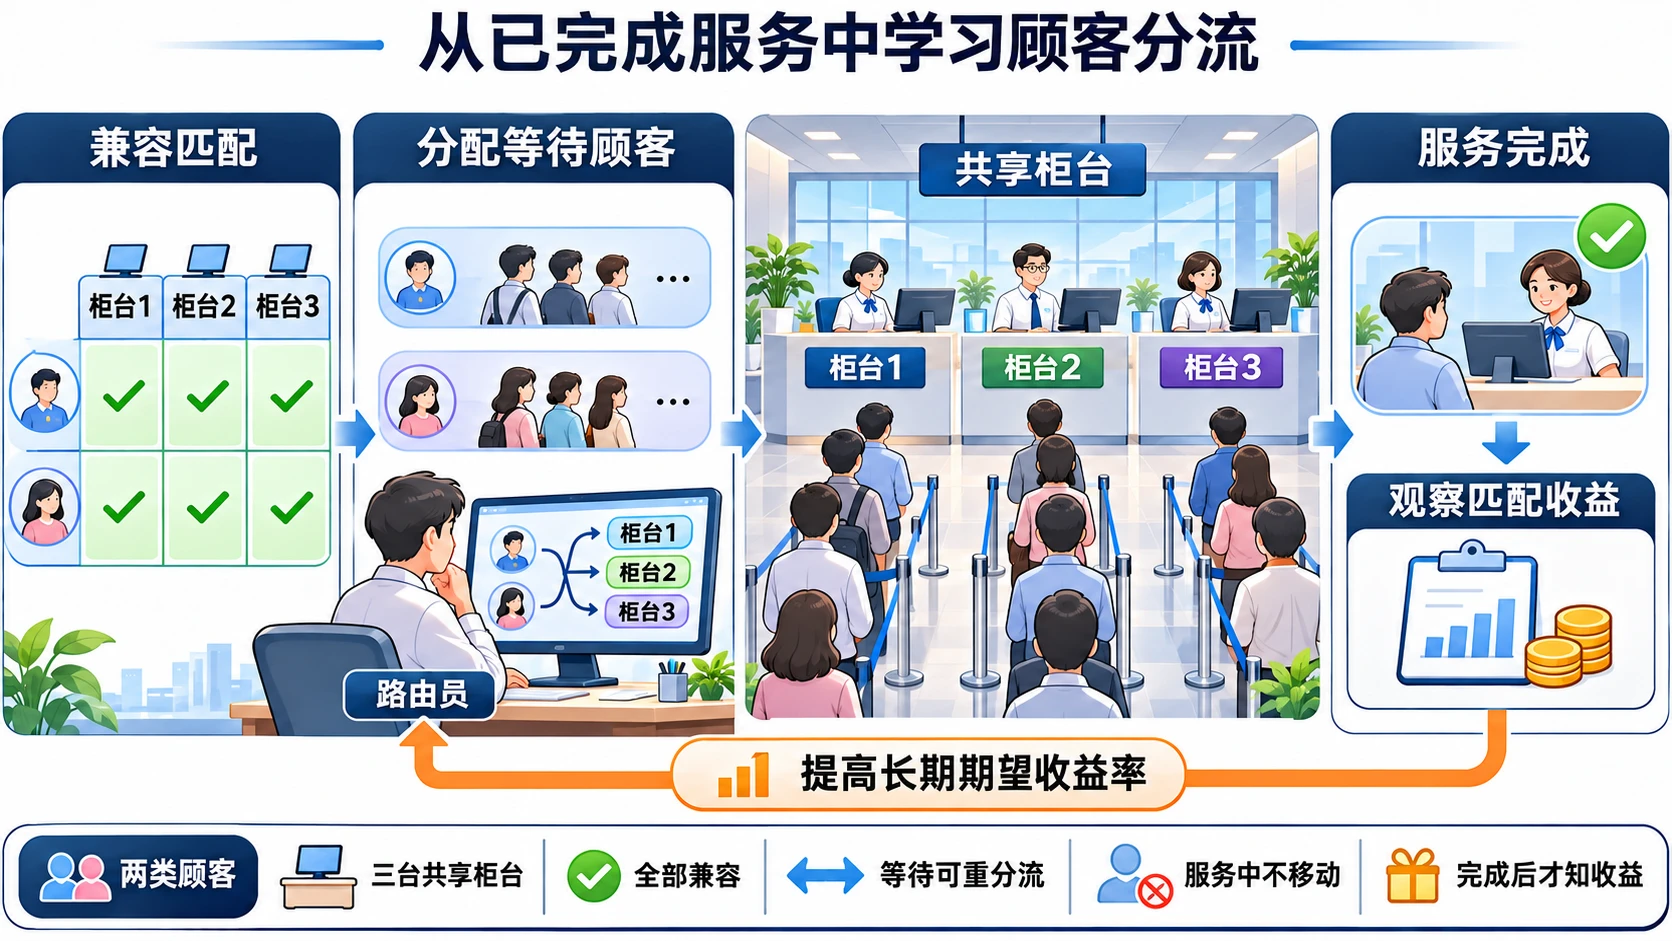 从已完成服务中学习顾客分流
兼容匹配
柜台1 柜台2 柜台3
分配等待顾客
...
...
柜台1
柜台2
柜台3
路由员
共享柜台
柜台1 柜台2 柜台3
服务完成
观察匹配收益
提高长期期望收益率
两类顾客 三台共享柜台 全部兼容 等待可重分流 服务中不移动 完成后才知收益